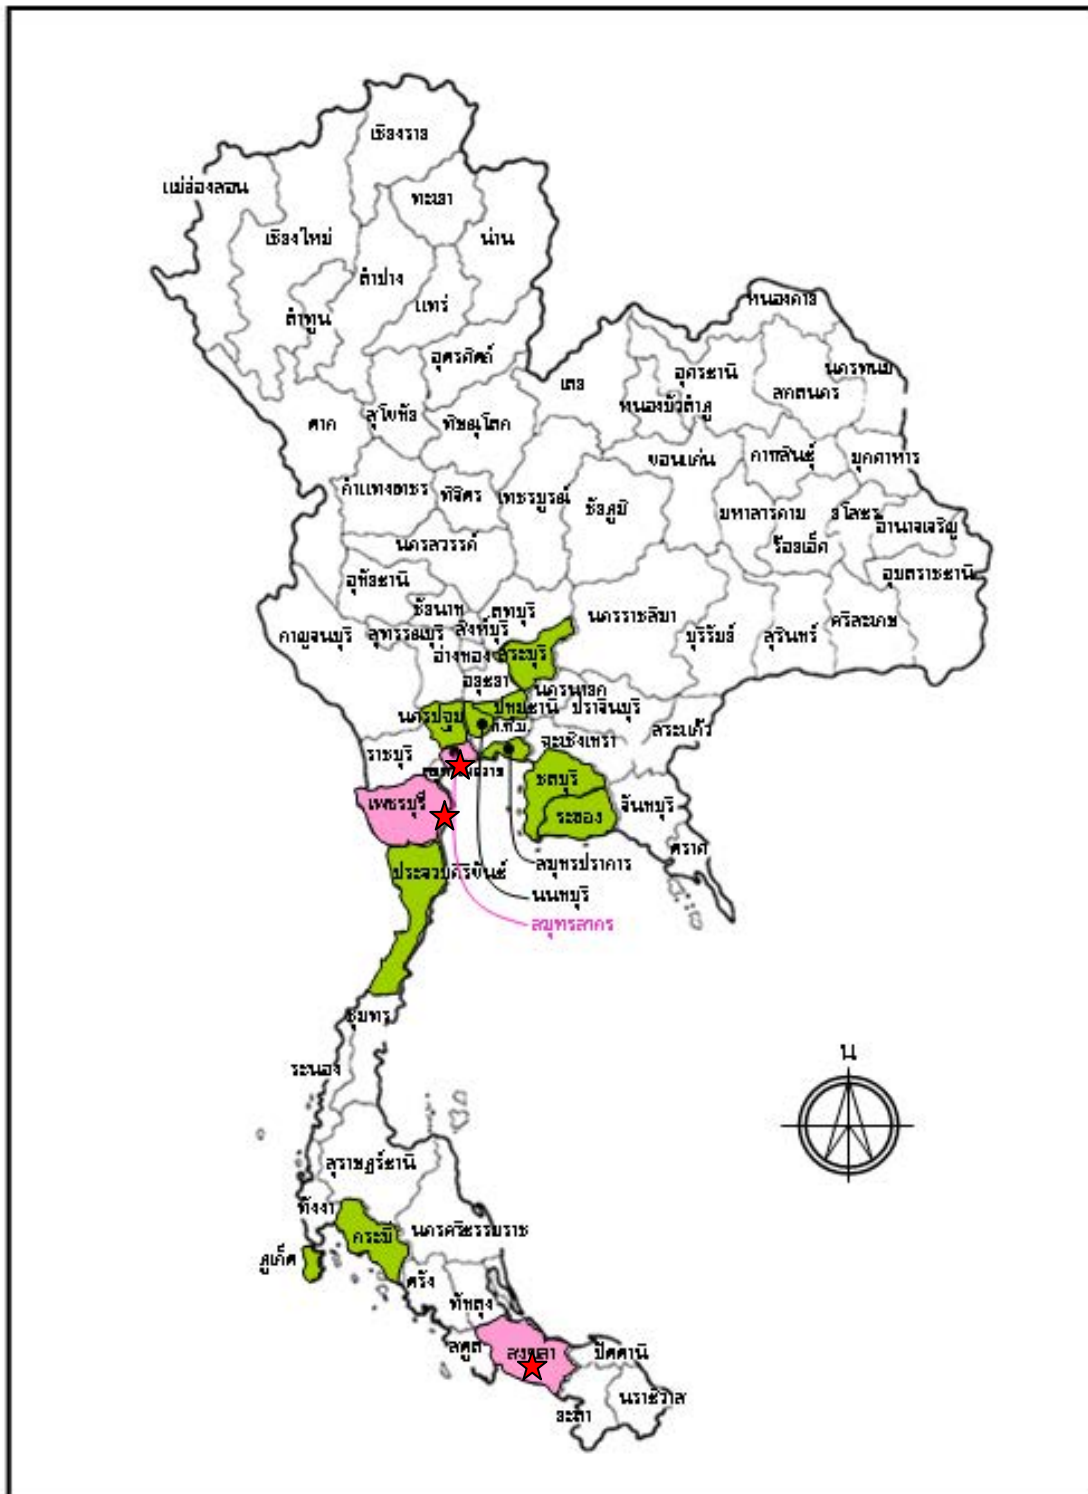 เชียงราย
แม่ฮ่องสอน
พะเยา
เชียงใหม่
น่าน
ลำปาง
แพร่
หนองคาย
ลำพูน
อุตรดิตถ์
เลย
อุดรธานี
นครพนม
สกลนคร
หนองบัวลำภู
ตาก
สุโขทัย
พิษณุโลก
ขอนแก่น
กาฬสินธุ์
มุกดาหาร
กำแพงเพชร
พิจิตร
เพชรบูรณ์
ชัยภูมิ
มหาสารคาม
ยโสธร
อำนาจเจริญ
ร้อยเอ็ด
นครสวรรค์
อุทัยธานี
อุบลราชธานี
ชัยนาท
ลพบุรี
นครราชสีมา
บุรีรัมย์
สุรินทร์
ศรีสะเกษ
กาญจนบุรี
สุพรรณบุรี
สิงห์บุรี
อ่างทอง
สระบุรี
อยุธยา
นครนายก
ปราจีนบุรี
นครปฐม
ปทุมธานี
ก.ท.ม.
สระแก้ว
ราชบุรี
ฉะเชิงเทรา
ชลบุรี
เพชรบุรี
ระยอง
จันทบุรี
ตราด
ประจวบคีรีขันธ์
สมุทรปราการ
นนทบุรี
สมุทรสาคร
ชุมพร
น
ระนอง
สุราษฎร์ธานี
พังงา
กระบี่
นครศรีธรรมราช
ภูเก็ต
ตรัง
พัทลุง
สตูล
สงขลา
ปัตตานี
ยะลา
นราธิวาส